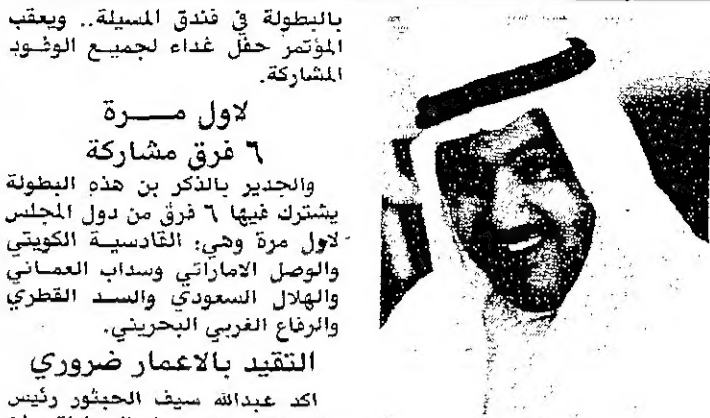 بالبطولة في فندق المسيلة.. ويعقب
المؤتمر حفل غداء لجميع الوفود
المشاركة.
لاول مــــرة
٦ فرق مشاركة
والجدير بالذكر بن هذه البطولة
يشترك فيها ٦ فرق من دول المجلس
لاول مرة وهي: القادسية الكويتي
والوصل الاماراتي وسداب العماني
والهلال السعودي والسد القطري
والرفاع الغربي البحريني.
التقيد بالاعمار ضروري
اكد عبدالله سيف الحبثور رئيس